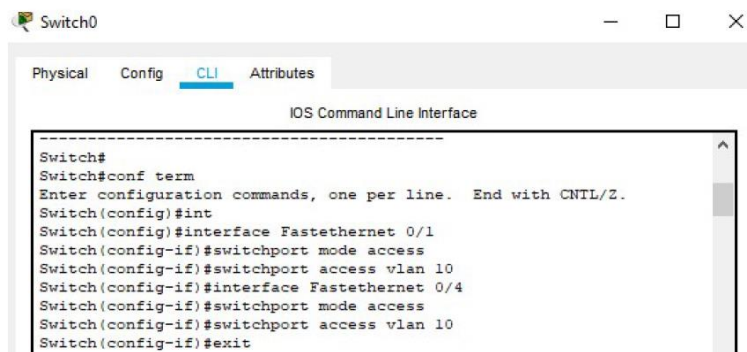 Switch0
Physical Config CLI Attributes
IOS Command Line Interface
--------------------------------------------
Switch#
Switch#conf term
Enter configuration commands, one per line.  End with CNTL/Z.
Switch(config)#int
Switch(config)#interface Fastethernet 0/1
Switch(config-if)#switchport mode access
Switch(config-if)#switchport access vlan 10
Switch(config-if)#interface Fastethernet 0/4
Switch(config-if)#switchport mode access
Switch(config-if)#switchport access vlan 10
Switch(config-if)#exit